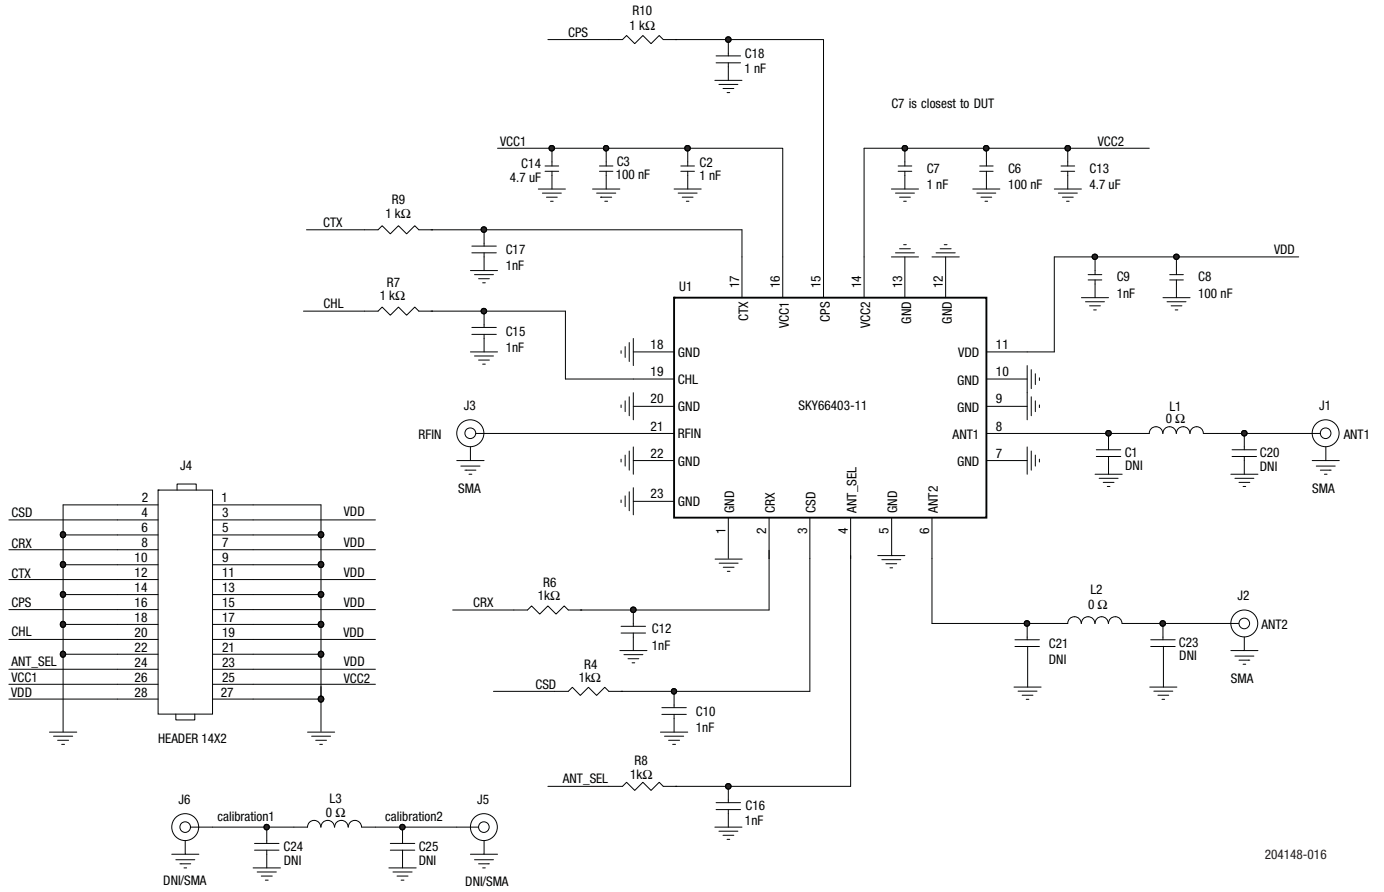 R10
1 kΩ
CPS
C18
1 nF
C7 is closest to DUT
VCC1
C14
4.7 uF
C3
100 nF
C2
1 nF
VCC2
C7
1 nF
C6
100 nF
C13
4.7 uF
R9
1 kΩ
CTX
C17
1nF
R7
1 kΩ
CHL
C15
1nF
VDD
C9
1nF
C8
100 nF
U1
17
16
15
14
13
12
CTX
VCC1
CPS
VCC2
GND
GND
18 GND
19 CHL
20 GND
21 RFIN
22 GND
23 GND
SKY66403-11
VDD 11
GND 10
GND 9
ANT1 8
GND 7
GND
CRX
CSD
ANT_SEL
GND
ANT2
1
2
3
4
5
6
J3
RFIN
SMA
L1
0 Ω
C1
DNI
C20
DNI
J1
ANT1
SMA
J4
2 1
CSD 4 3 VDD
6 5
CRX 8 7 VDD
10 9
CTX 12 11 VDD
14 13
CPS 16 15 VDD
18 17
CHL 20 19 VDD
22 21
ANT_SEL 24 23 VDD
VCC1 26 25 VCC2
VDD 28 27
HEADER 14X2
R6
1kΩ
CRX
C12
1nF
R4
1kΩ
CSD
C10
1nF
R8
1kΩ
ANT_SEL
C16
1nF
L2
0 Ω
C21
DNI
C23
DNI
J2
ANT2
SMA
J6
calibration1
L3
0 Ω
calibration2
J5
C24
DNI
C25
DNI
DNI/SMA
DNI/SMA
204148-016